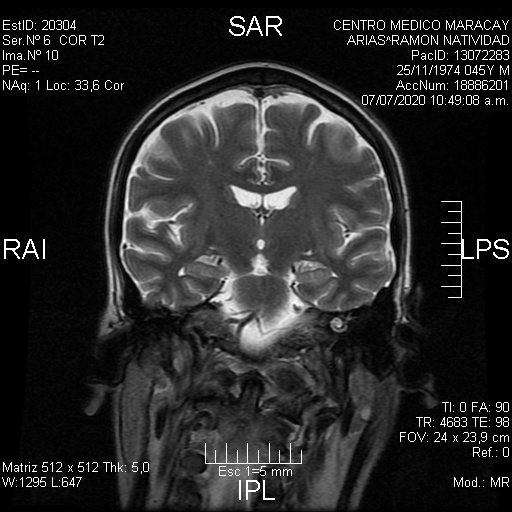 EstID: 20304
Ser.Nº 6 COR T2
Ima.Nº 10
PE= --
NAq: 1 Loc: 33,6 Cor
SAR
CENTRO MEDICO MARACAY
ARIAS^RAMON NATIVIDAD
PacID: 13072283
25/11/1974 045Y M
AccNum: 18886201
07/07/2020 10:49:08 a.m.
RAI
LPS
TI: 0 FA: 90
TR: 4683 TE: 98
FOV: 24 x 23,9 cm
Ref.: 0
Matriz 512 x 512 Thk: 5,0
W:1295 L:647
Esc 1=5 mm
IPL
Mod.: MR